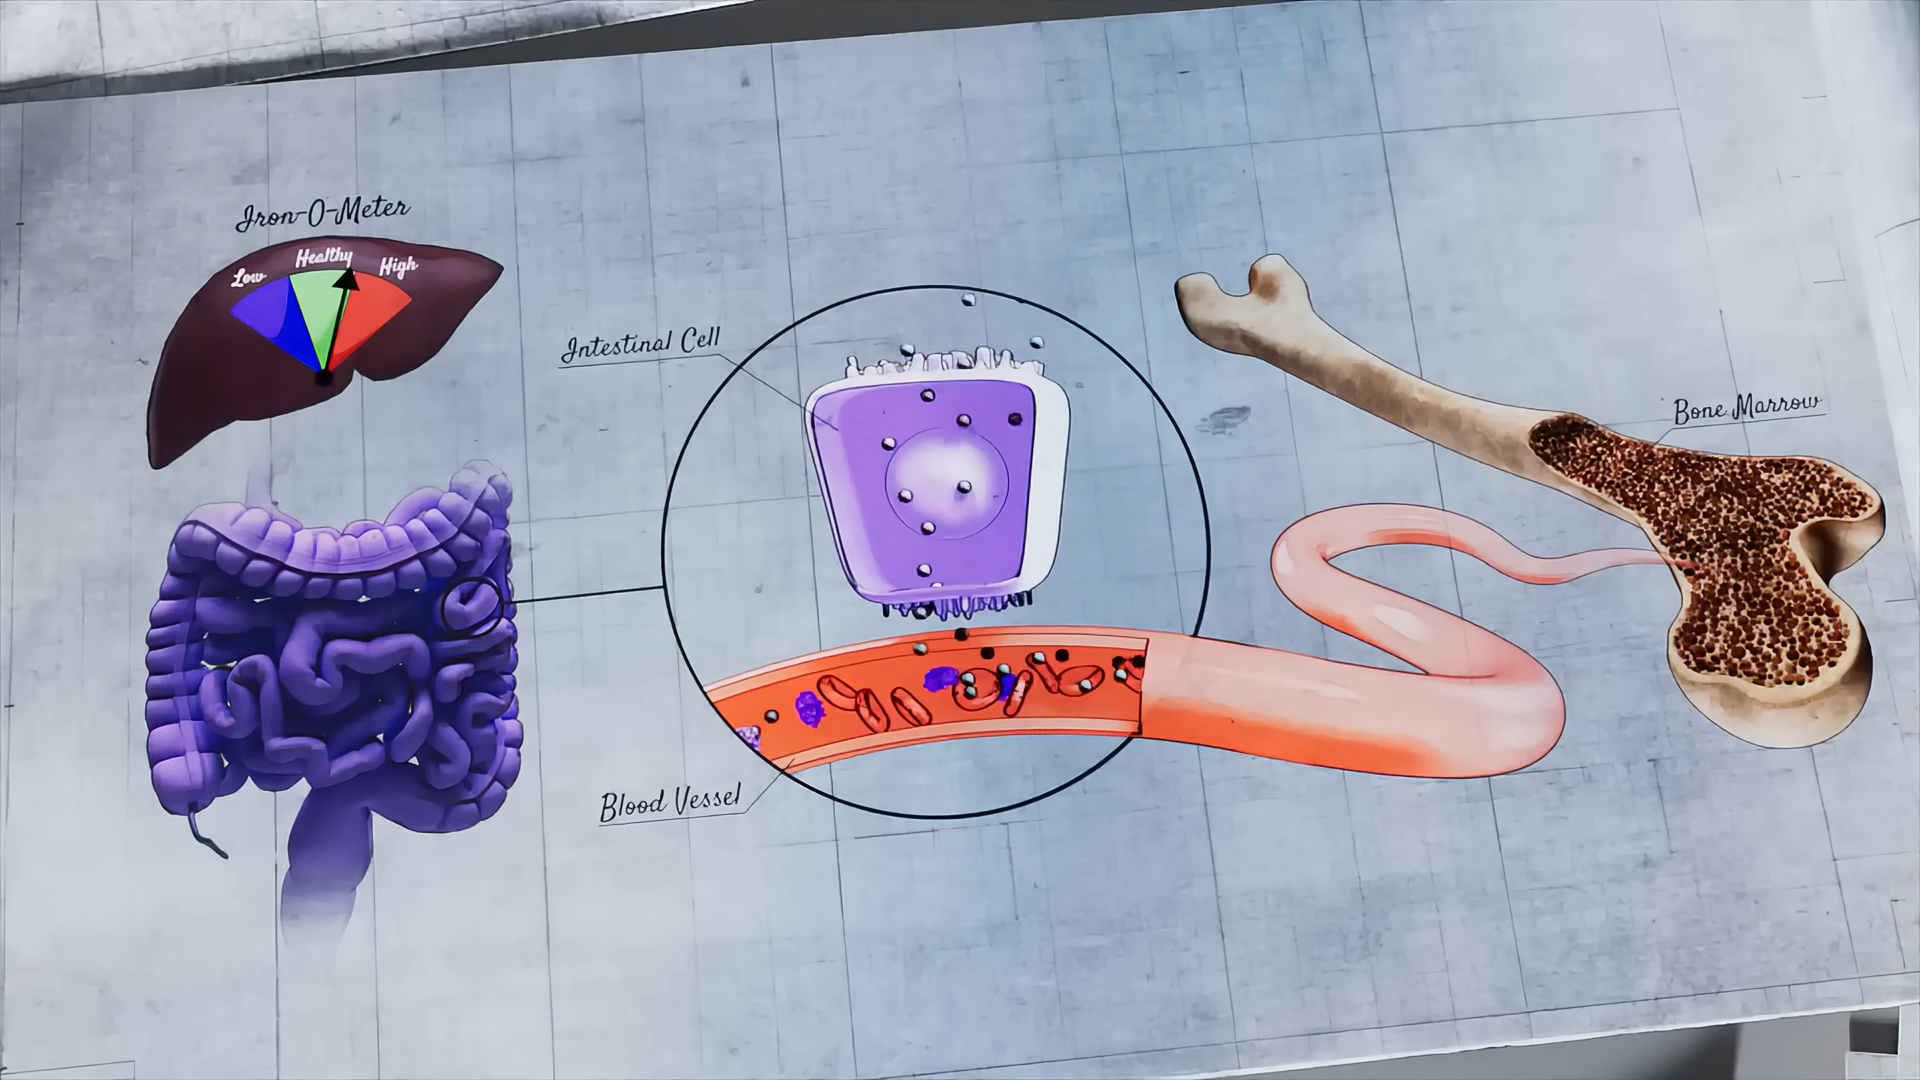 Iron-O-Meter
Low
Healthy
High
Intestinal Cell
Bone Marrow
Blood Vessel